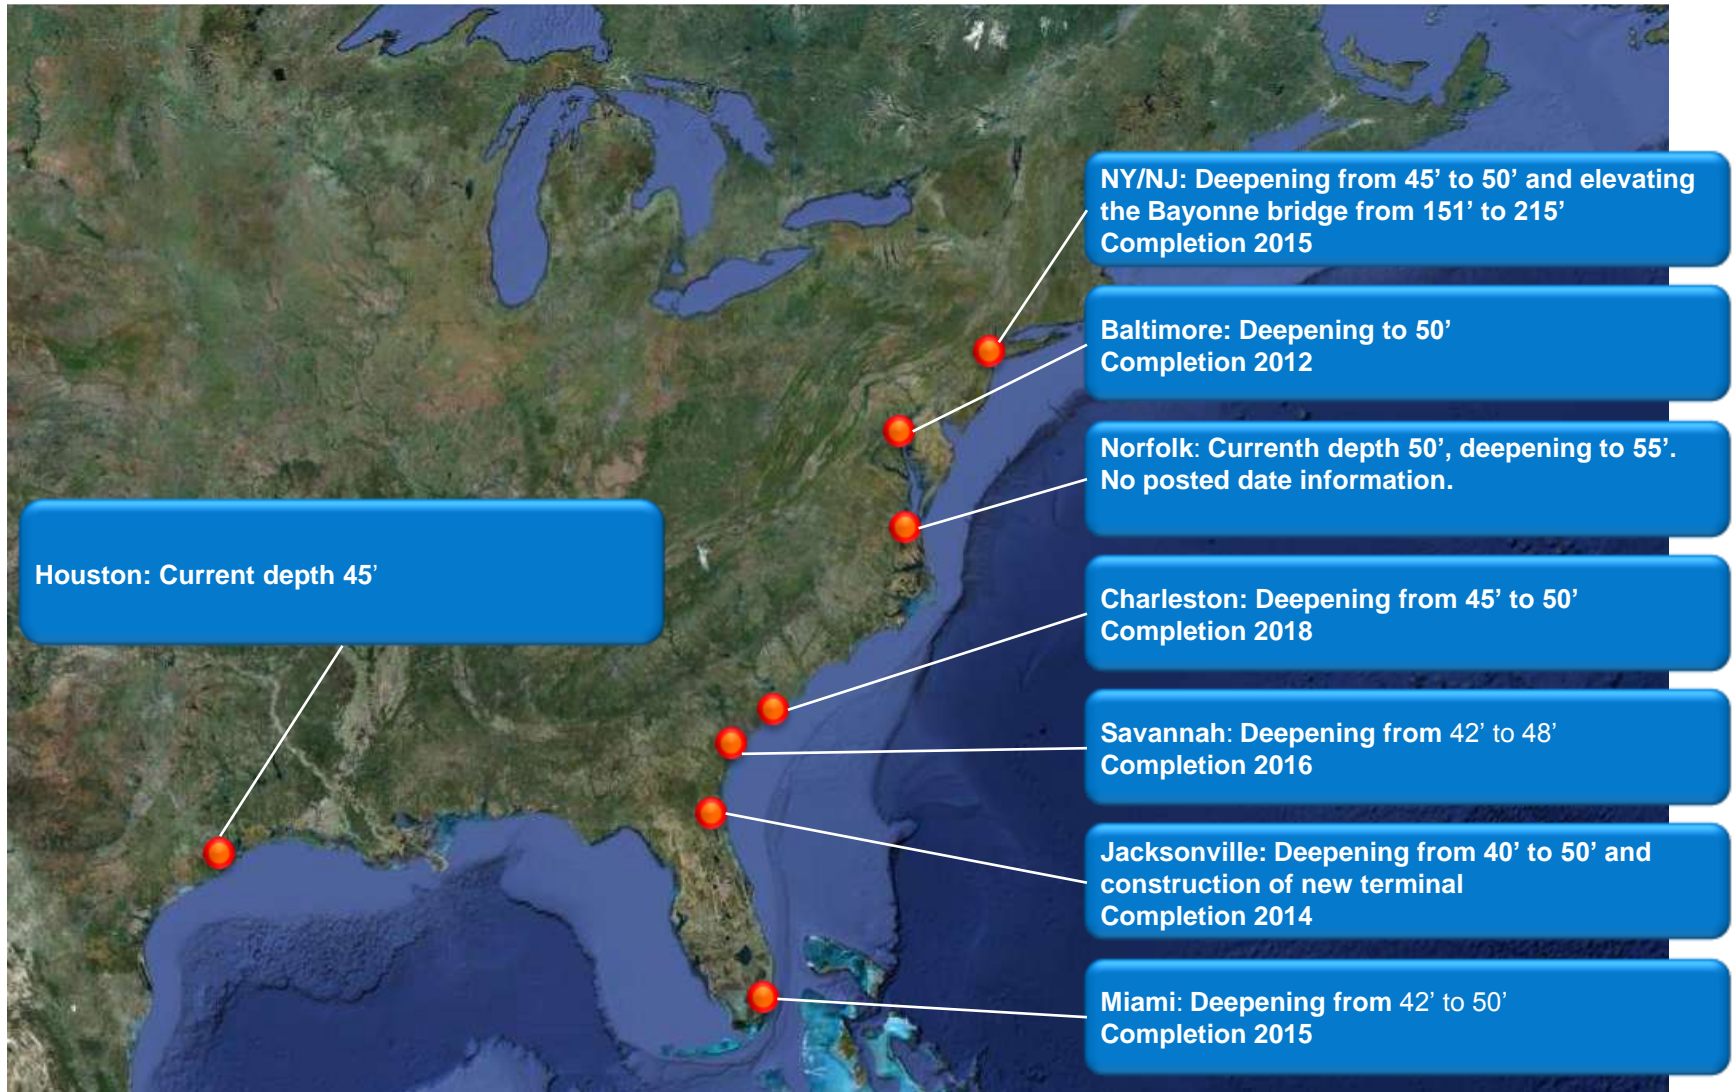 NY/NJ: Deepening from 45’ to 50’ and elevating
the Bayonne bridge from 151’ to 215’
Completion 2015
Baltimore: Deepening to 50’
Completion 2012
Norfolk: Currenth depth 50’, deepening to 55’.
No posted date information.
Houston: Current depth 45’
Charleston: Deepening from 45’ to 50’
Completion 2018
Savannah: Deepening from 42’ to 48’
Completion 2016
Jacksonville: Deepening from 40’ to 50’ and
construction of new terminal
Completion 2014
Miami: Deepening from 42’ to 50’
Completion 2015